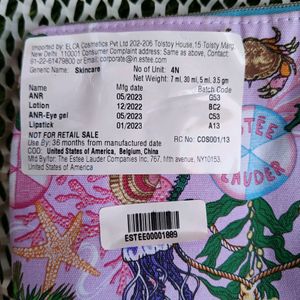 Imported by: ELCA Cosmetics Pvt Ltd 202-206 Tolstoy House,15 Tolstoy Marg,
New Delhi 110001 Consumer Complaint address: Same as above, Contact:
91-22-61479800 or Email: in.estee.com
Generic Name: Skincare No of Unit: 4N
Net Weight: 7 ml, 30 ml, 5 ml, 3.5 gm
Name Mfg date Batch Code
ANR 05/2023 G53
Lotion 12/2022 BC2
ANR-Eye gel 05/2023 C53
Lipstick 01/2023 A13
NOT FOR RETAIL SALE RC No: COS001/13
Use: 36 months from manufactured date
COO: United States of America, Belgium, China
Mfd By/for: The Estee Lauder Companies Inc. 767, fifth avenue, NY10153.
United States of America
ESTEE
LAUDER
ESTEE00001889